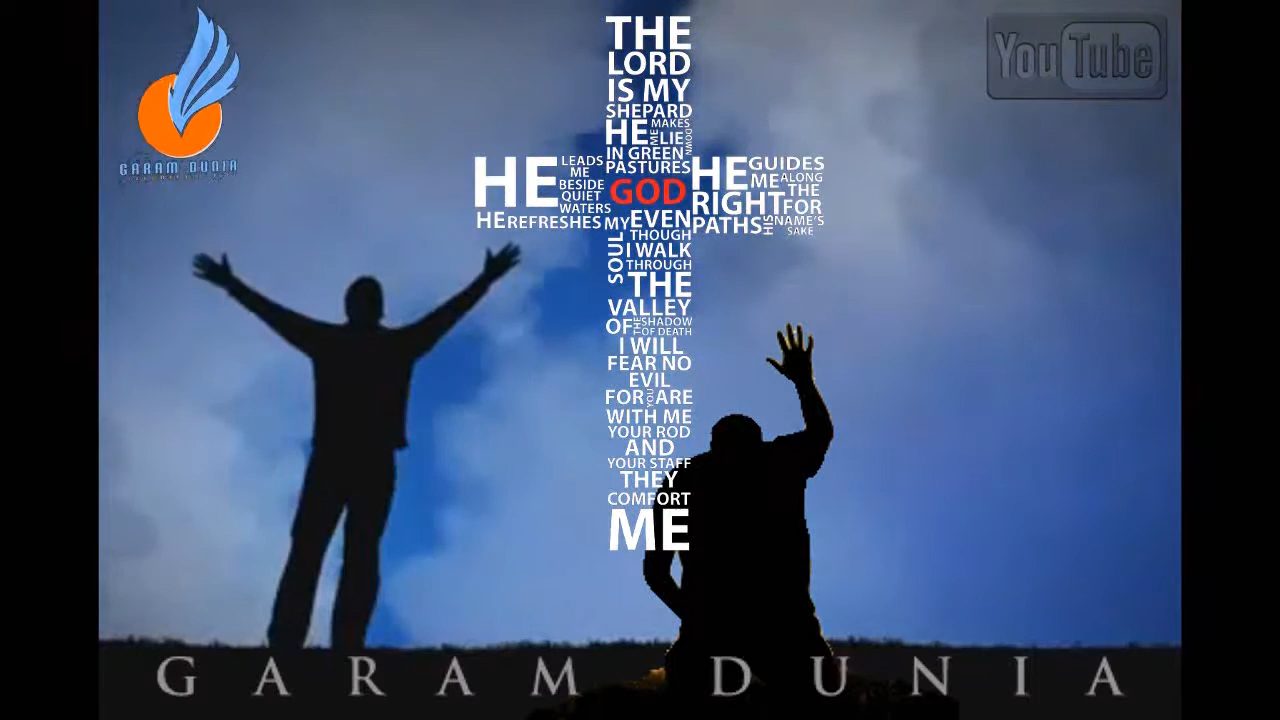 THE
LORD
IS MY
SHEPARD
HE MAKES
ME LIE DOWN
IN GREEN
PASTURES
HE LEADS
ME
BESIDE
QUIET
WATERS
HE REFRESHES MY
SOUL
GOD
HE GUIDES
ME ALONG
THE
RIGHT
PATHS
FOR
HIS NAME'S
SAKE
EVEN
THOUGH
I WALK
THROUGH
THE
VALLEY
OF THE SHADOW
OF DEATH
I WILL
FEAR NO
EVIL
FOR YOU ARE
WITH ME
YOUR ROD
AND
YOUR STAFF
THEY
COMFORT
ME
GARAM DUNIA
YouTube
GARAM DUNIA